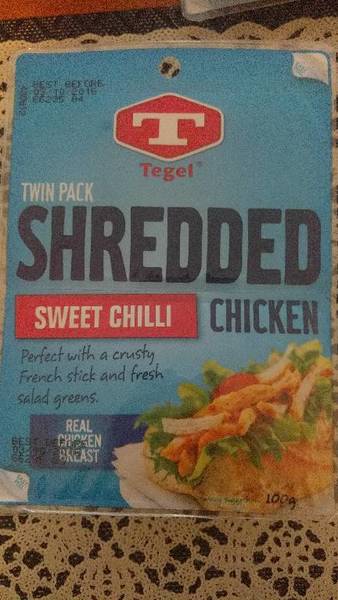 BEST BEFORE
T
Tegel
TWIN PACK
SHREDDED
SWEET CHILLI
CHICKEN
Perfect with a crusty
French stick and fresh
salad greens.
REAL
CHICKEN
BREAST
100g